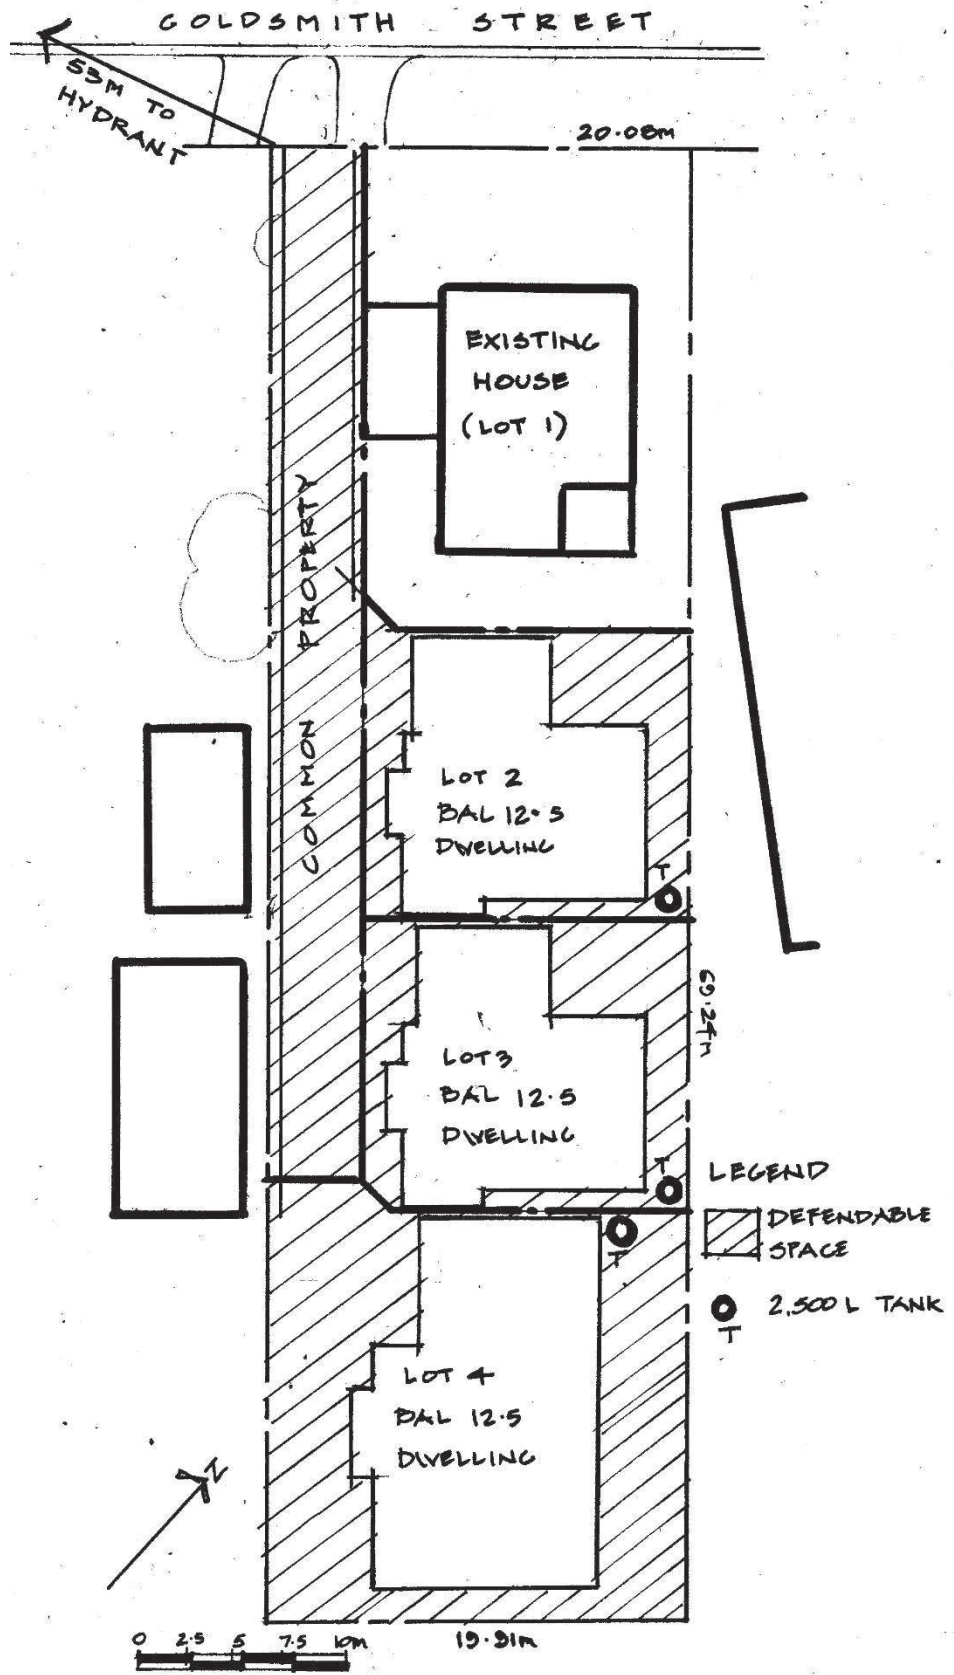 GOLDSMITH STREET
53M TO
HYDRANT
20.08m
EXISTING
HOUSE
(LOT 1)
COMMON PROPERTY
LOT 2
BAL 12.5
DWELLING
T
69.24m
LOT 3
BAL 12.5
DWELLING
T
LEGEND
DEFENDABLE
SPACE
T
2,500 L TANK
T
LOT 4
BAL 12.5
DWELLING
N
0 2.5 5 7.5 10m
19.91m